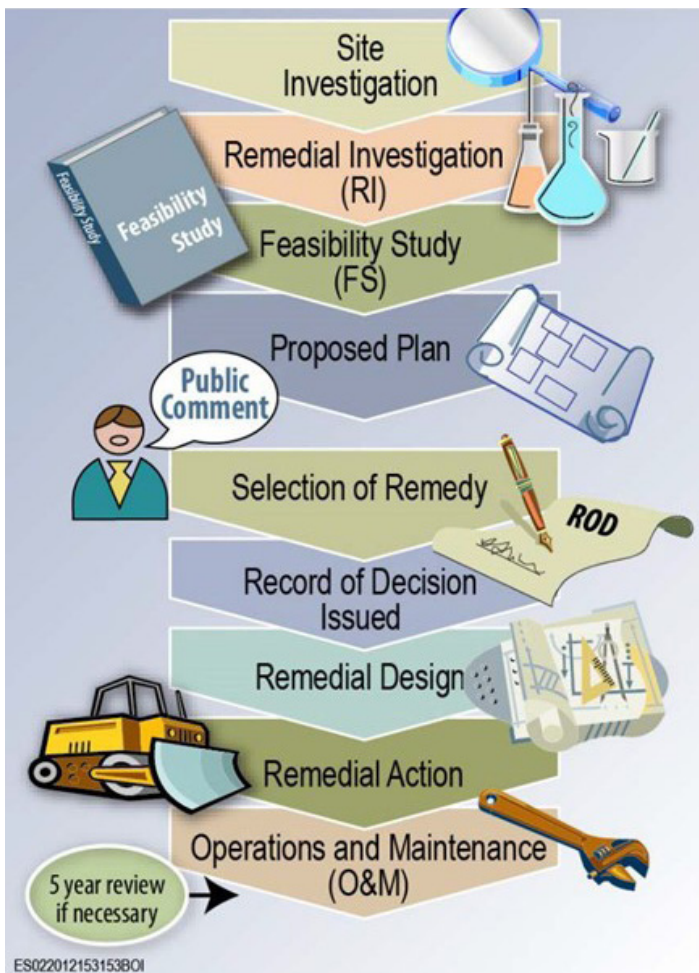 Site
Investigation
Remedial Investigation
(RI)
Feasibility Study
Feasibility
Study
Feasibility Study
(FS)
Proposed Plan
Public
Comment
Selection of Remedy
ROD
Record of Decision
Issued
Remedial Design
Remedial Action
Operations and Maintenance
(O&M)
5 year review
if necessary
ES022012153153BOI